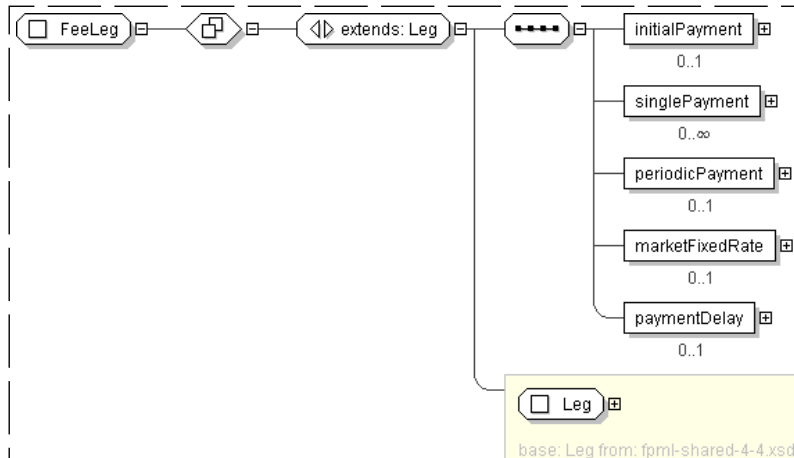 FeeLeg
extends: Leg
initialPayment
0..1
singlePayment
0..∞
periodicPayment
0..1
marketFixedRate
0..1
paymentDelay
0..1
Leg
base: Leg from: fpml-shared-4-4.xsd